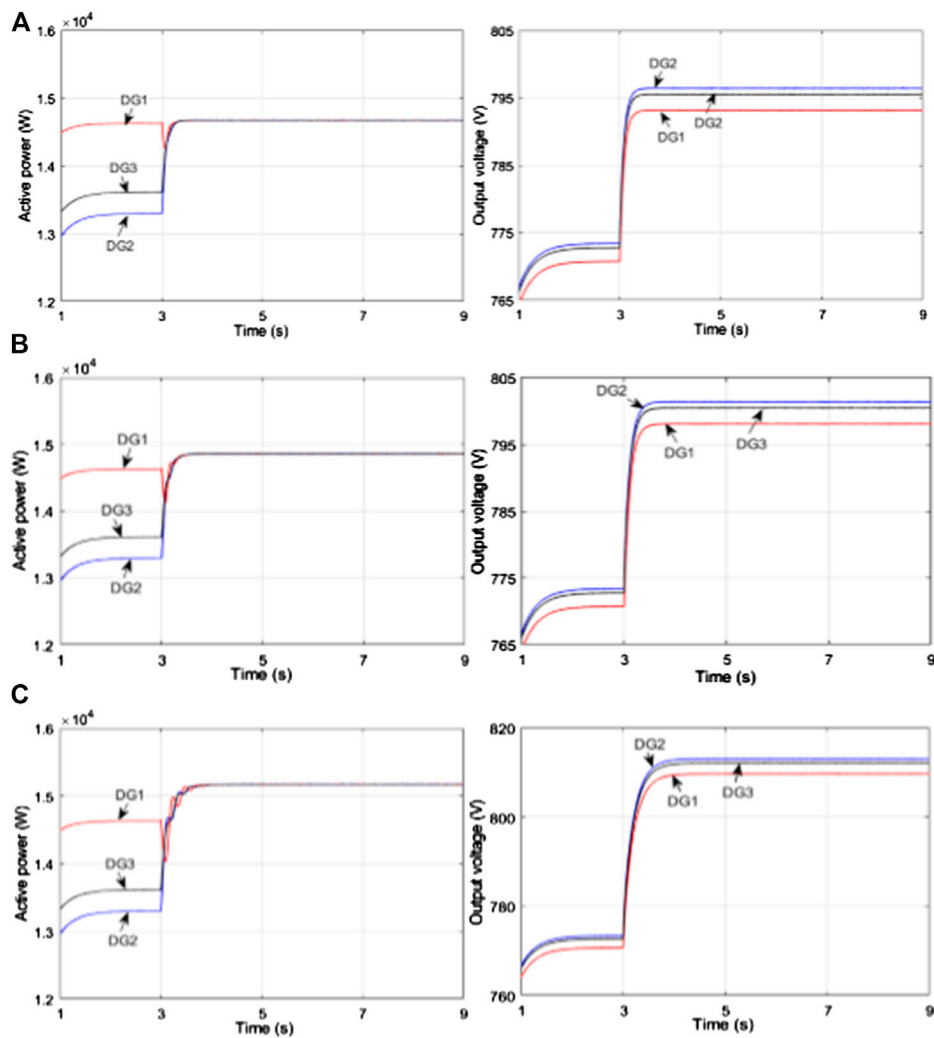 A
× 10⁴
1.6
1.5
1.4
1.3
1.2
Active power (W)
DG1
DG3
DG2
1 3 5 7 9
Time (s)
805
795
785
775
765
Output voltage (V)
DG2
DG2
DG1
1 3 5 7 9
Time (s)
B
× 10⁴
1.6
1.5
1.4
1.3
1.2
Active power (W)
DG1
DG3
DG2
1 3 5 7 9
Time (s)
805
795
785
775
765
Output voltage (V)
DG2
DG1
DG3
1 3 5 7 9
Time (s)
C
× 10⁴
1.6
1.5
1.4
1.3
1.2
Active power (W)
DG1
DG3
DG2
1 3 5 7 9
Time (s)
820
800
780
760
Output voltage (V)
DG2
DG1
DG3
1 3 5 7 9
Time (s)